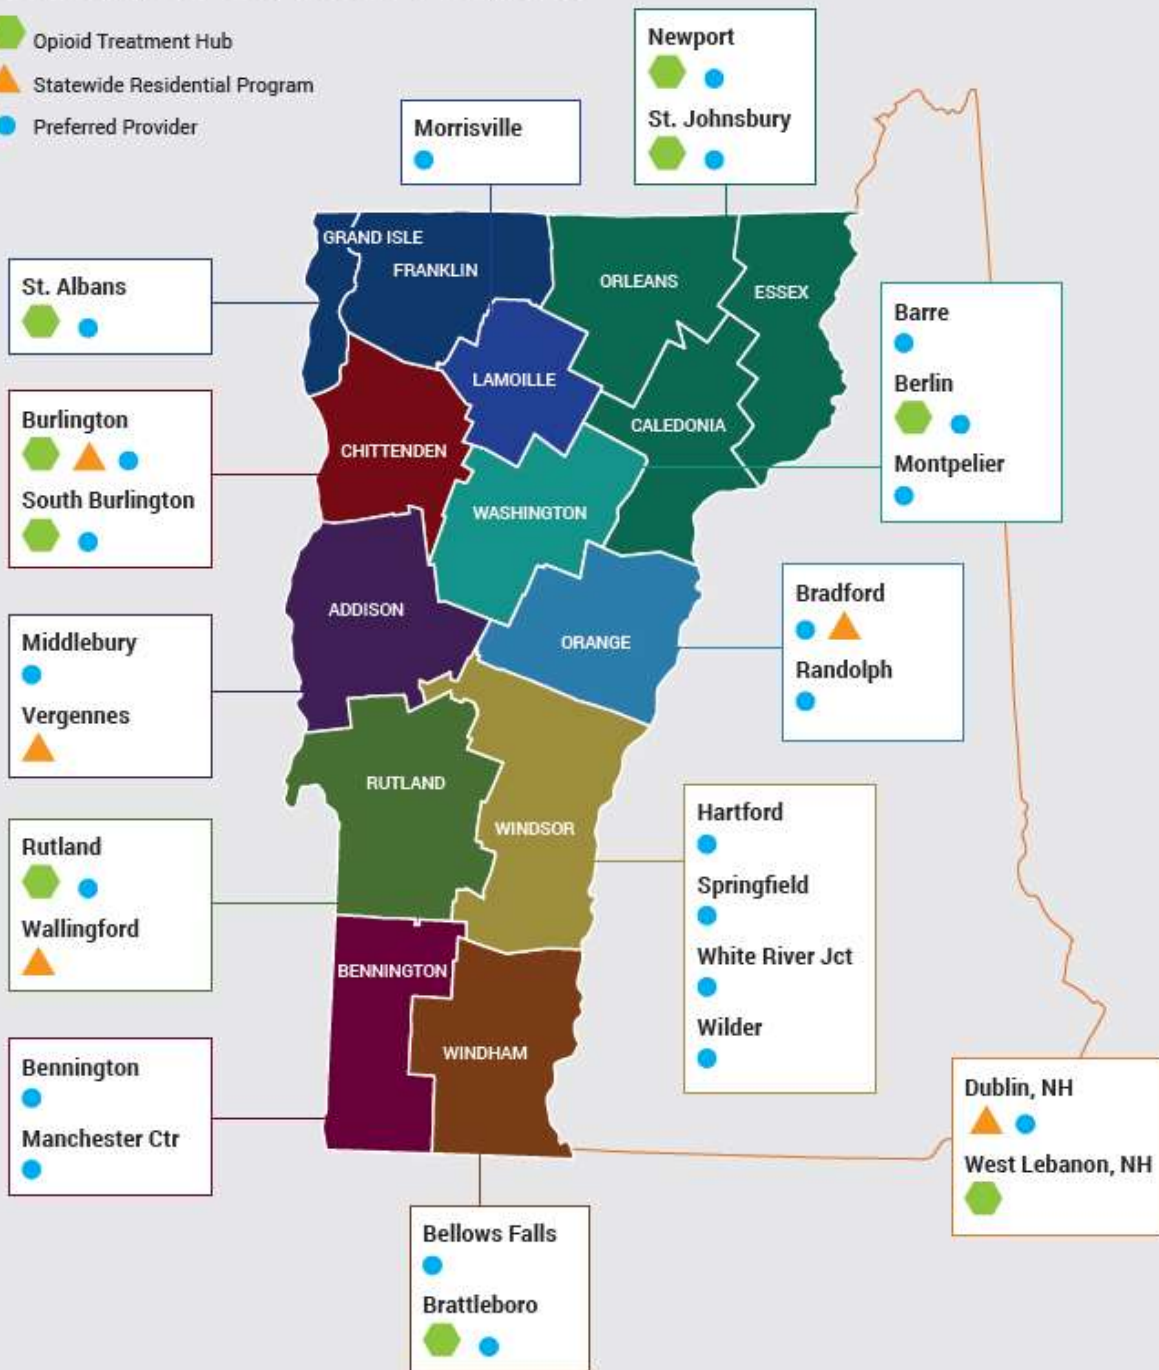 Opioid Treatment Hub
Statewide Residential Program
Preferred Provider
Newport
St. Johnsbury
Morrisville
St. Albans
Burlington
South Burlington
Middlebury
Vergennes
Rutland
Wallingford
Bennington
Manchester Ctr
GRAND ISLE
FRANKLIN
ORLEANS
ESSEX
LAMOILLE
CALEDONIA
CHITTENDEN
WASHINGTON
ADDISON
ORANGE
RUTLAND
WINDSOR
BENNINGTON
WINDHAM
Barre
Berlin
Montpelier
Bradford
Randolph
Hartford
Springfield
White River Jct
Wilder
Dublin, NH
West Lebanon, NH
Bellows Falls
Brattleboro